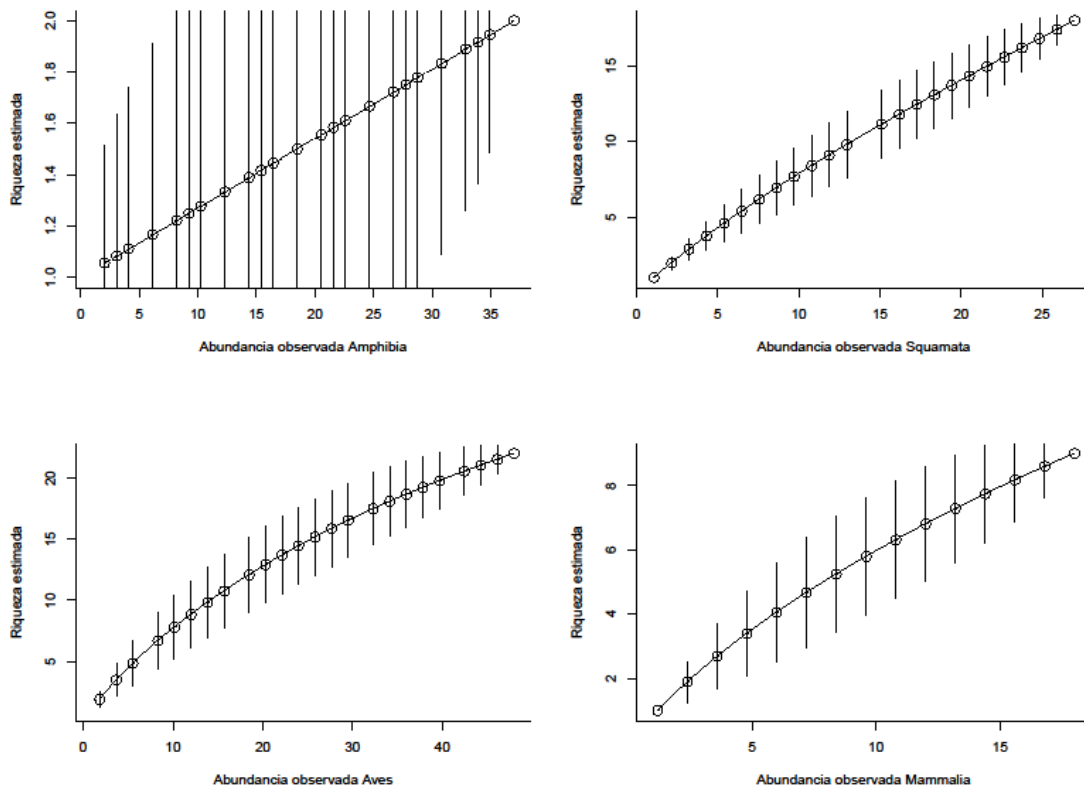 Riqueza estimada
2.0
1.8
1.6
1.4
1.2
1.0
0 5 10 15 20 25 30 35
Abundancia observada Amphibia
Riqueza estimada
15
10
5
0 5 10 15 20 25
Abundancia observada Squamata
Riqueza estimada
20
15
10
5
0 10 20 30 40
Abundancia observada Aves
Riqueza estimada
8
6
4
2
5 10 15
Abundancia observada Mammalia